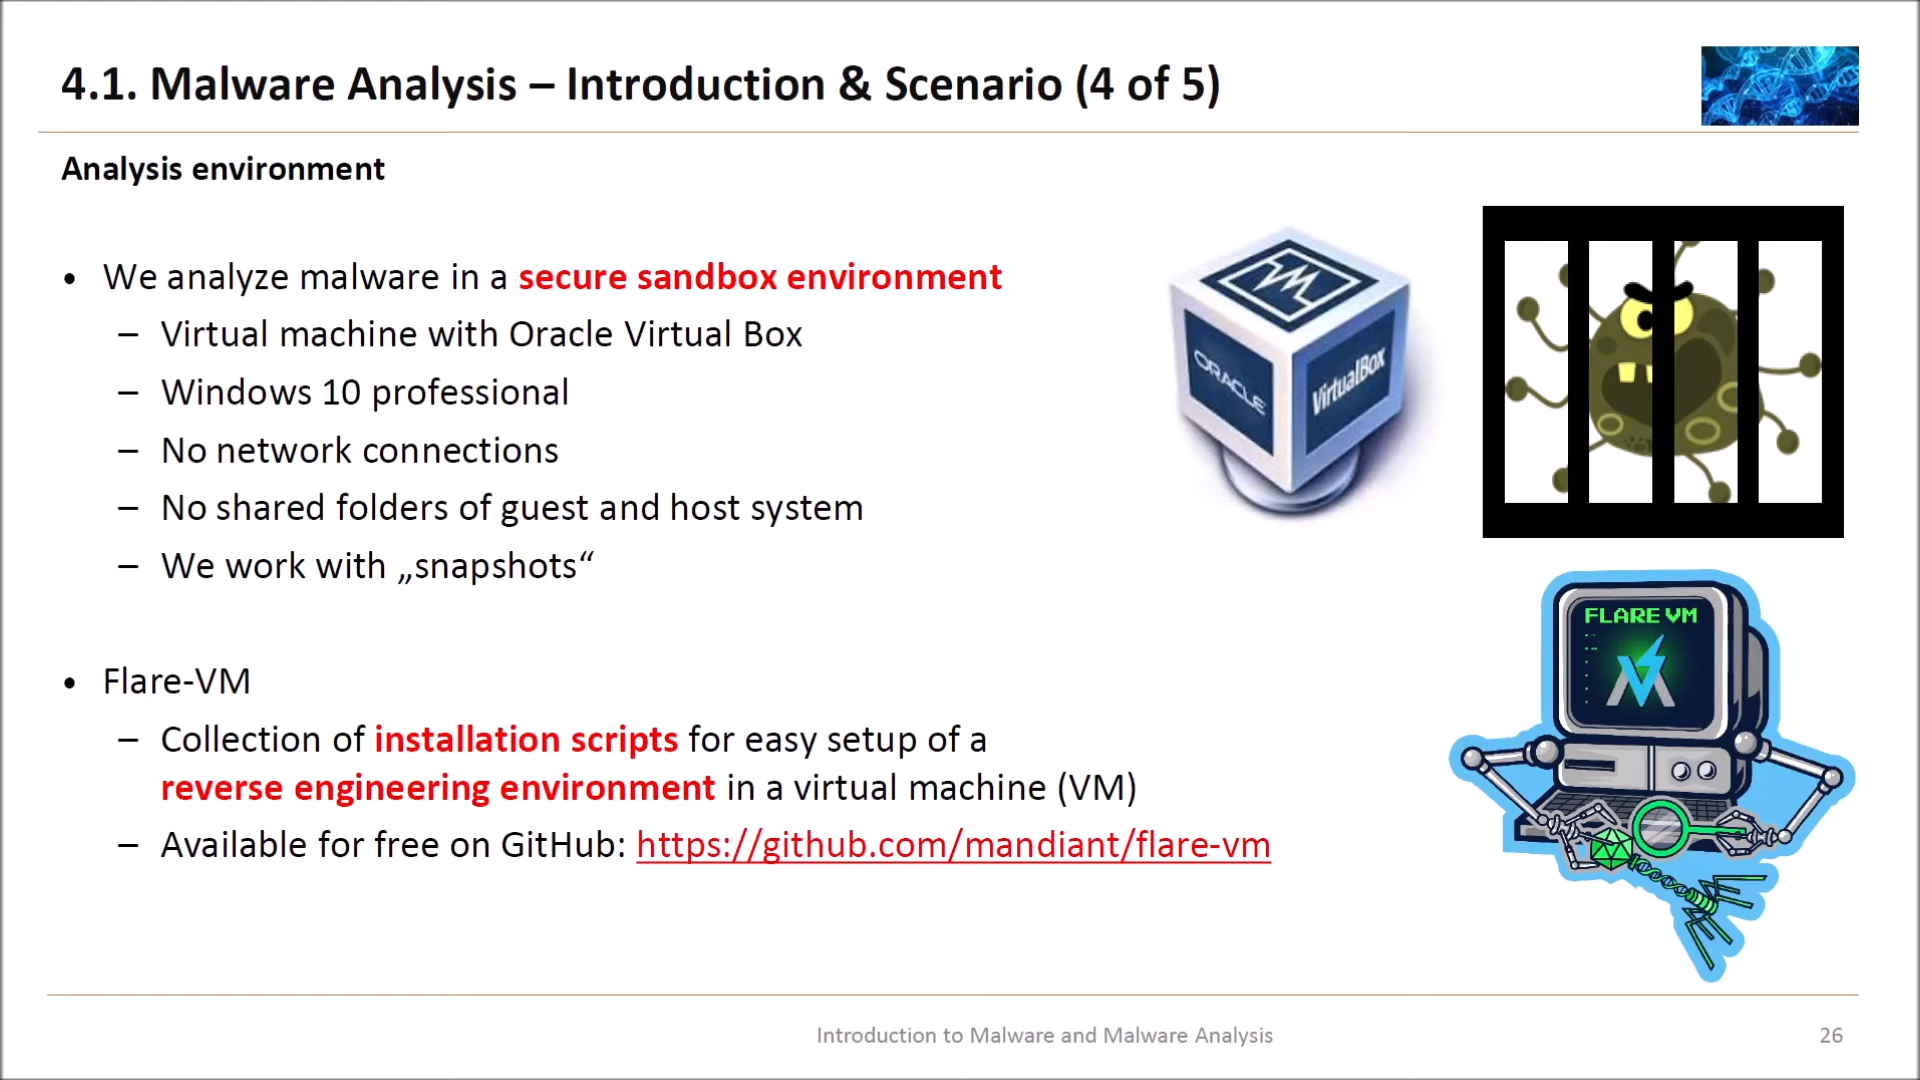 4.1. Malware Analysis – Introduction & Scenario (4 of 5)
Analysis environment
• We analyze malware in a secure sandbox environment
– Virtual machine with Oracle Virtual Box
– Windows 10 professional
– No network connections
– No shared folders of guest and host system
– We work with „snapshots“
ORACLE
VirtualBox
FLARE VM
• Flare-VM
– Collection of installation scripts for easy setup of a
reverse engineering environment in a virtual machine (VM)
– Available for free on GitHub: https://github.com/mandiant/flare-vm
Introduction to Malware and Malware Analysis
26